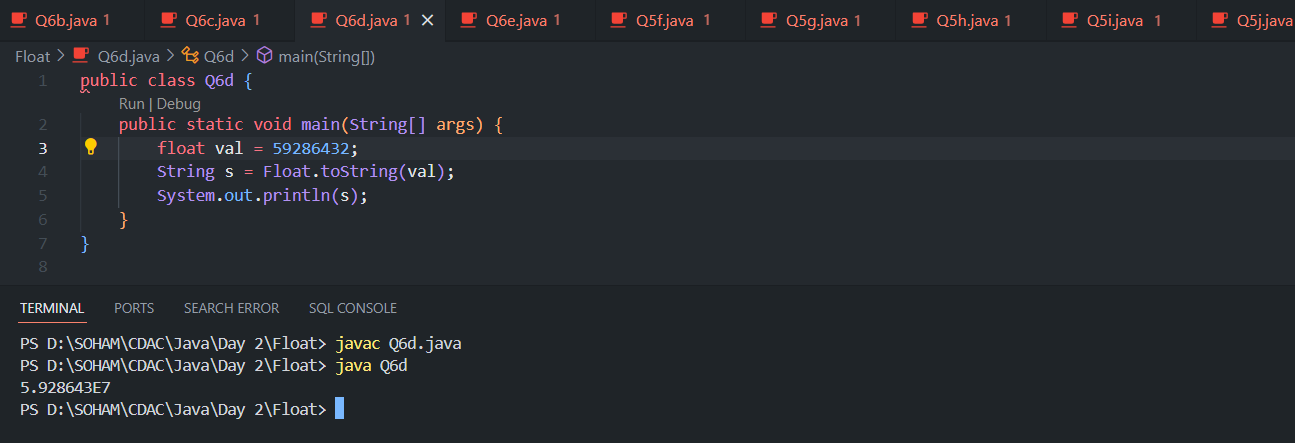 Q6b.java 1 Q6c.java 1 Q6d.java 1 Q6e.java 1 Q5f.java 1 Q5g.java 1 Q5h.java 1 Q5i.java 1 Q5j.java
Float > Q6d.java > Q6d > main(String[])
1 public class Q6d {
Run | Debug
2 public static void main(String[] args) {
3 float val = 59286432;
4 String s = Float.toString(val);
5 System.out.println(s);
6 }
7 }
8
TERMINAL PORTS SEARCH ERROR SQL CONSOLE
PS D:\SOHAM\CDAC\Java\Day 2\Float> javac Q6d.java
PS D:\SOHAM\CDAC\Java\Day 2\Float> java Q6d
5.928643E7
PS D:\SOHAM\CDAC\Java\Day 2\Float>